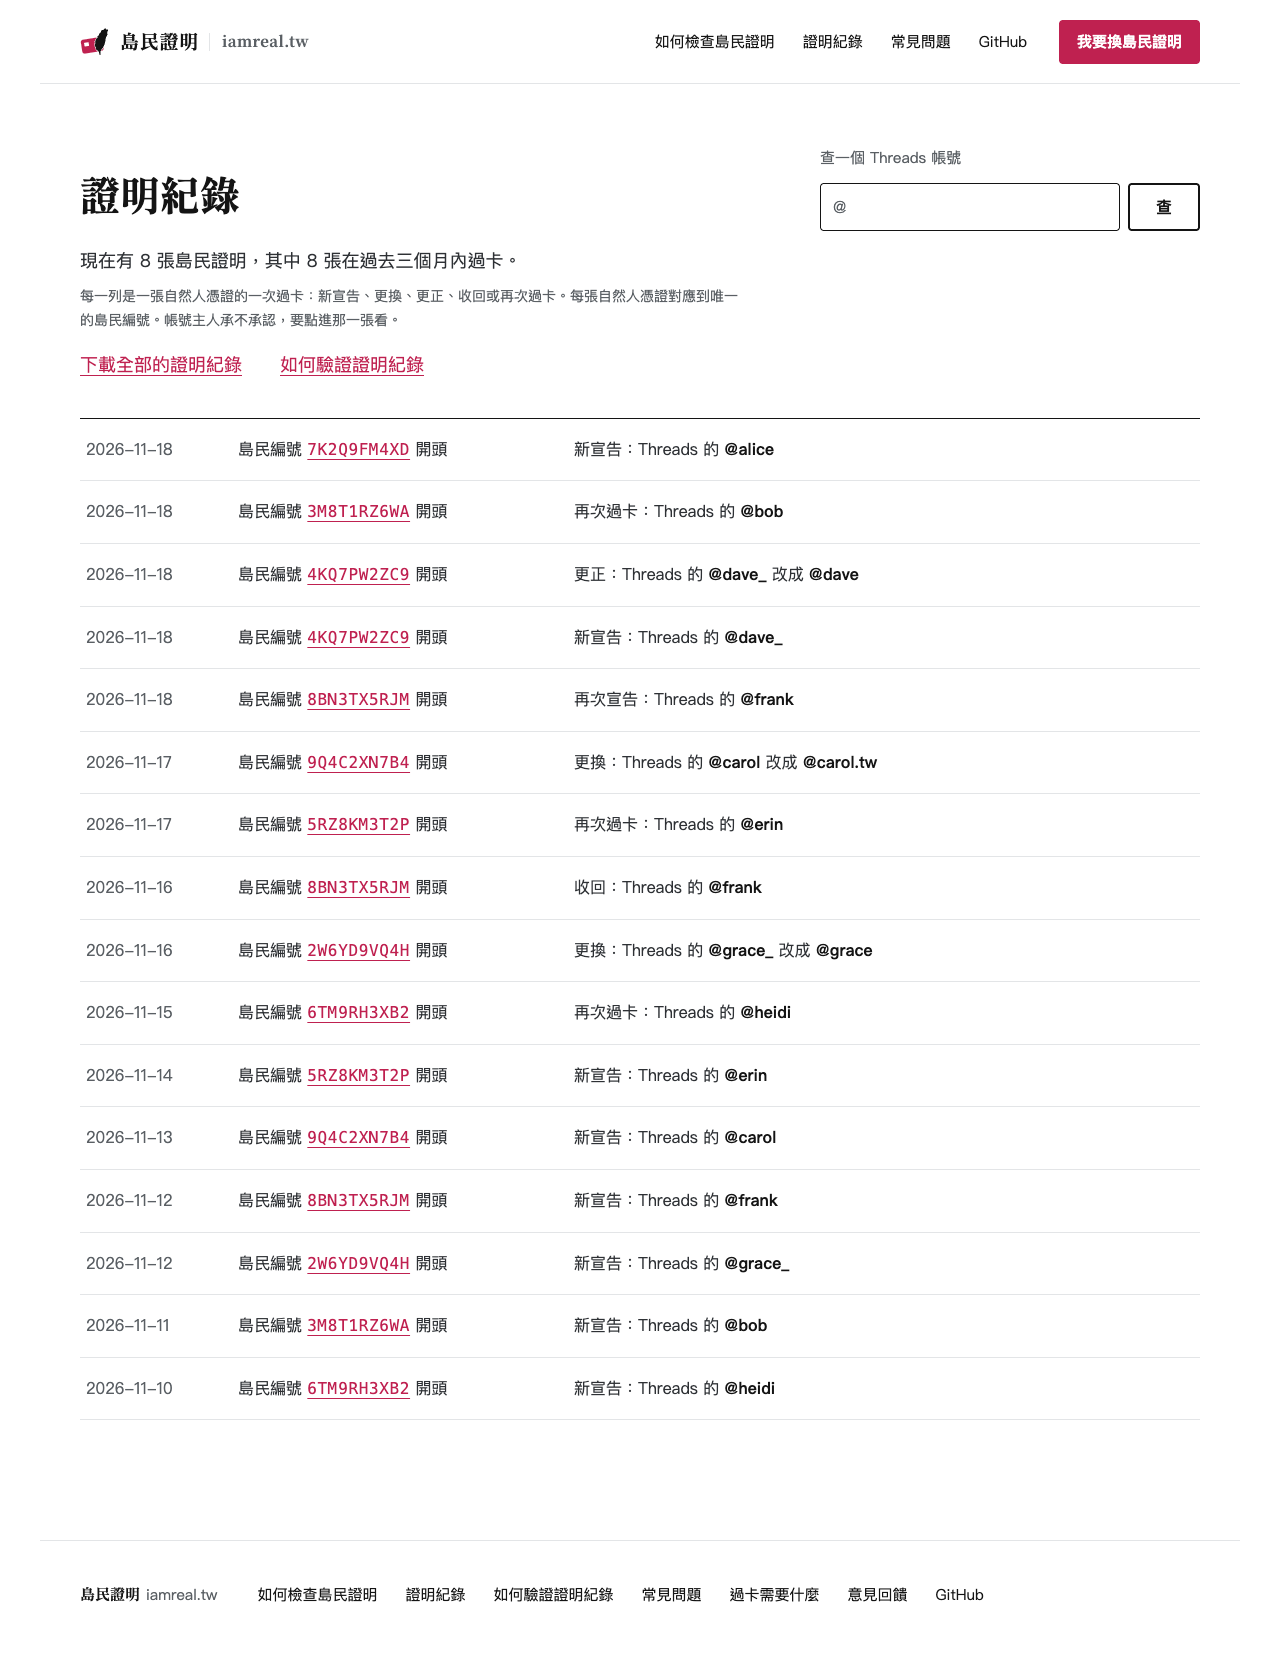 島民證明 iamreal.tw
如何檢查島民證明 證明紀錄 常見問題 GitHub 我要換島民證明
證明紀錄
查一個 Threads 帳號
@ 查
現在有 8 張島民證明，其中 8 張在過去三個月內過卡。
每一列是一張自然人憑證的一次過卡：新宣告、更換、更正、收回或再次過卡。每張自然人憑證對應到唯一
的島民編號。帳號主人承不承認，要點進那一張看。
下載全部的證明紀錄 如何驗證證明紀錄
2026-11-18 島民編號 7K2Q9FM4XD 開頭 新宣告：Threads 的 @alice
2026-11-18 島民編號 3M8T1RZ6WA 開頭 再次過卡：Threads 的 @bob
2026-11-18 島民編號 4KQ7PW2ZC9 開頭 更正：Threads 的 @dave_ 改成 @dave
2026-11-18 島民編號 4KQ7PW2ZC9 開頭 新宣告：Threads 的 @dave_
2026-11-18 島民編號 8BN3TX5RJM 開頭 再次宣告：Threads 的 @frank
2026-11-17 島民編號 9Q4C2XN7B4 開頭 更換：Threads 的 @carol 改成 @carol.tw
2026-11-17 島民編號 5RZ8KM3T2P 開頭 再次過卡：Threads 的 @erin
2026-11-16 島民編號 8BN3TX5RJM 開頭 收回：Threads 的 @frank
2026-11-16 島民編號 2W6YD9VQ4H 開頭 更換：Threads 的 @grace_ 改成 @grace
2026-11-15 島民編號 6TM9RH3XB2 開頭 再次過卡：Threads 的 @heidi
2026-11-14 島民編號 5RZ8KM3T2P 開頭 新宣告：Threads 的 @erin
2026-11-13 島民編號 9Q4C2XN7B4 開頭 新宣告：Threads 的 @carol
2026-11-12 島民編號 8BN3TX5RJM 開頭 新宣告：Threads 的 @frank
2026-11-12 島民編號 2W6YD9VQ4H 開頭 新宣告：Threads 的 @grace_
2026-11-11 島民編號 3M8T1RZ6WA 開頭 新宣告：Threads 的 @bob
2026-11-10 島民編號 6TM9RH3XB2 開頭 新宣告：Threads 的 @heidi
島民證明 iamreal.tw 如何檢查島民證明 證明紀錄 如何驗證證明紀錄 常見問題 過卡需要什麼 意見回饋 GitHub